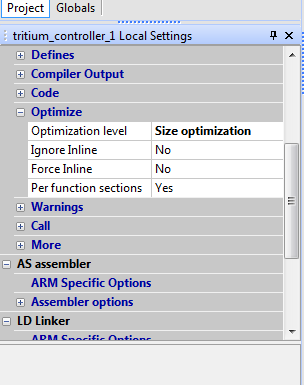 Project Globals
tritium_controller_1 Local Settings
Defines
Compiler Output
Code
Optimize
Optimization level Size optimization
Ignore Inline No
Force Inline No
Per function sections Yes
Warnings
Call
More
AS assembler
ARM Specific Options
Assembler options
LD Linker
ARM Specific Options